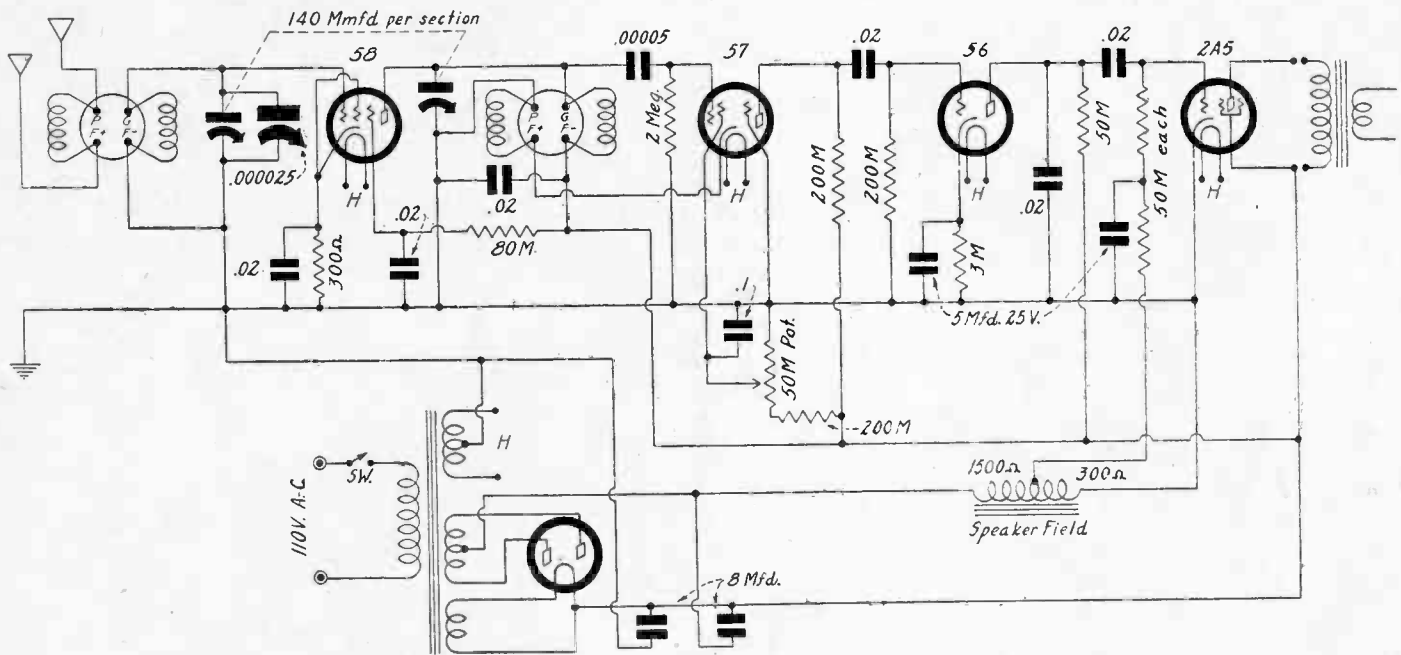 140 Mmfd per section
58
.00005
57
.02
56
.02
2A5
P
G
F+
F-
.000025
H
.02
300Ω
.02
80M.
P
G
F+
F-
.02
2 Meg.
H
200M
200M
H
3M
.02
50M
50M each
H
.1
50M Pot.
200M
5 Mfd. 25V.
110V. A-C
SW.
H
1500Ω
300Ω
Speaker Field
8 Mfd.